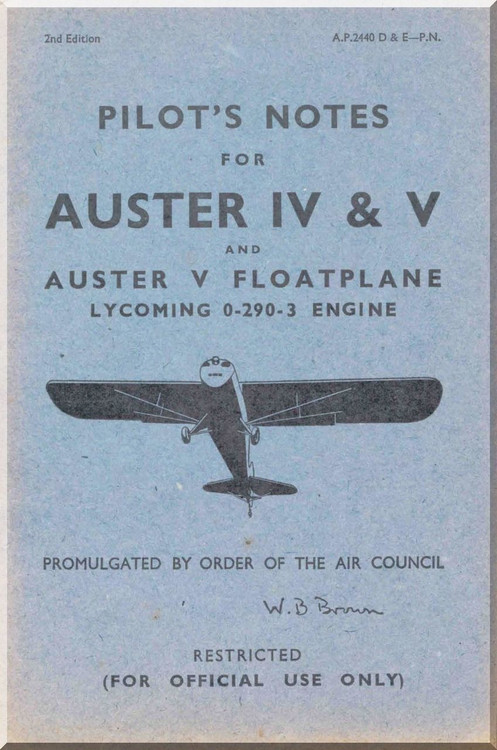 2nd Edition A.P.2440 D & E—P.N.
PILOT'S NOTES
FOR
AUSTER IV & V
AND
AUSTER V FLOATPLANE
LYCOMING 0-290-3 ENGINE
PROMULGATED BY ORDER OF THE AIR COUNCIL
W.B Brown
RESTRICTED
(FOR OFFICIAL USE ONLY)